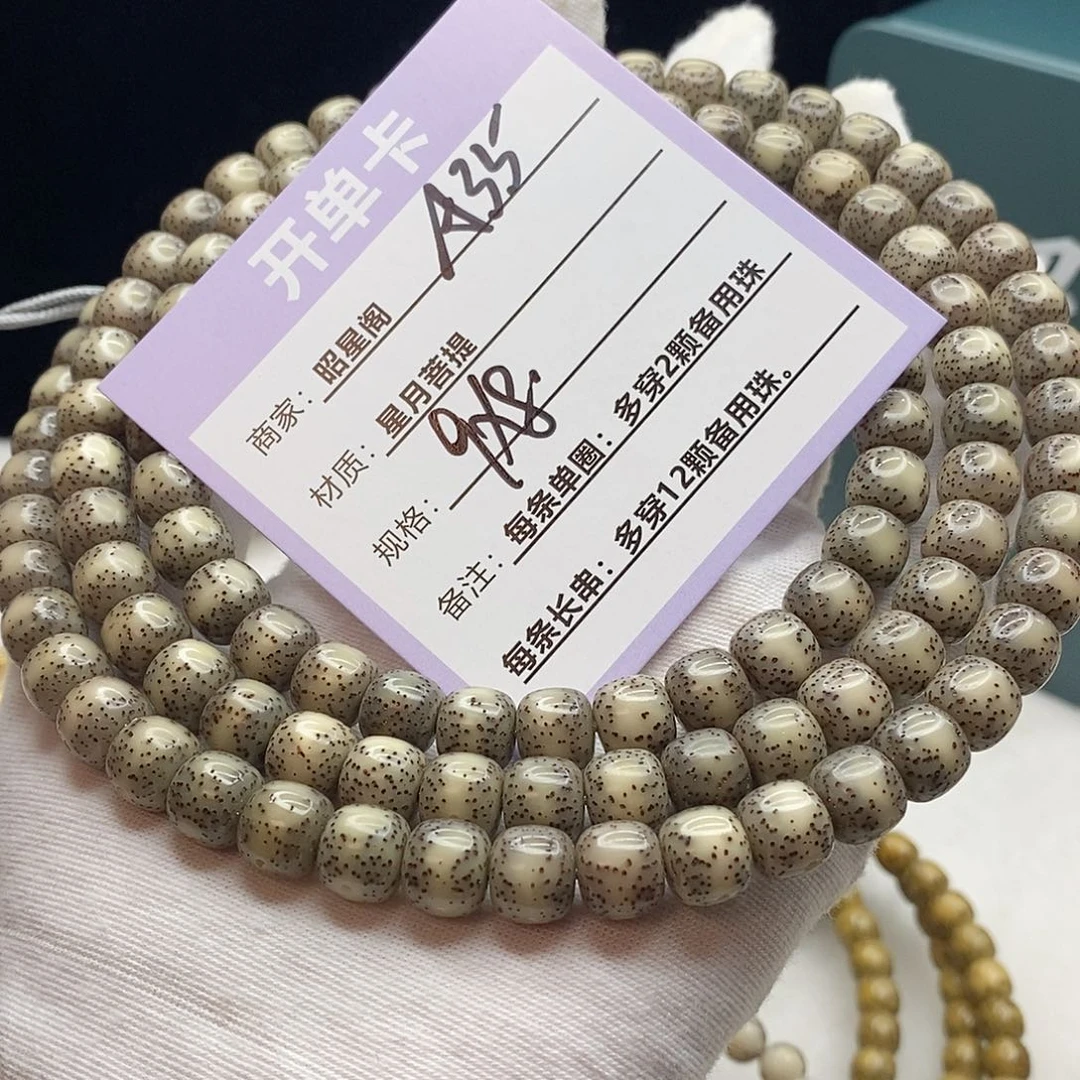 开单卡
商家：昭星阁 A35
材质：星月菩提
规格：9×8.
备注：每条单圈：多穿2颗备用珠
每条长串：多穿12颗备用珠。